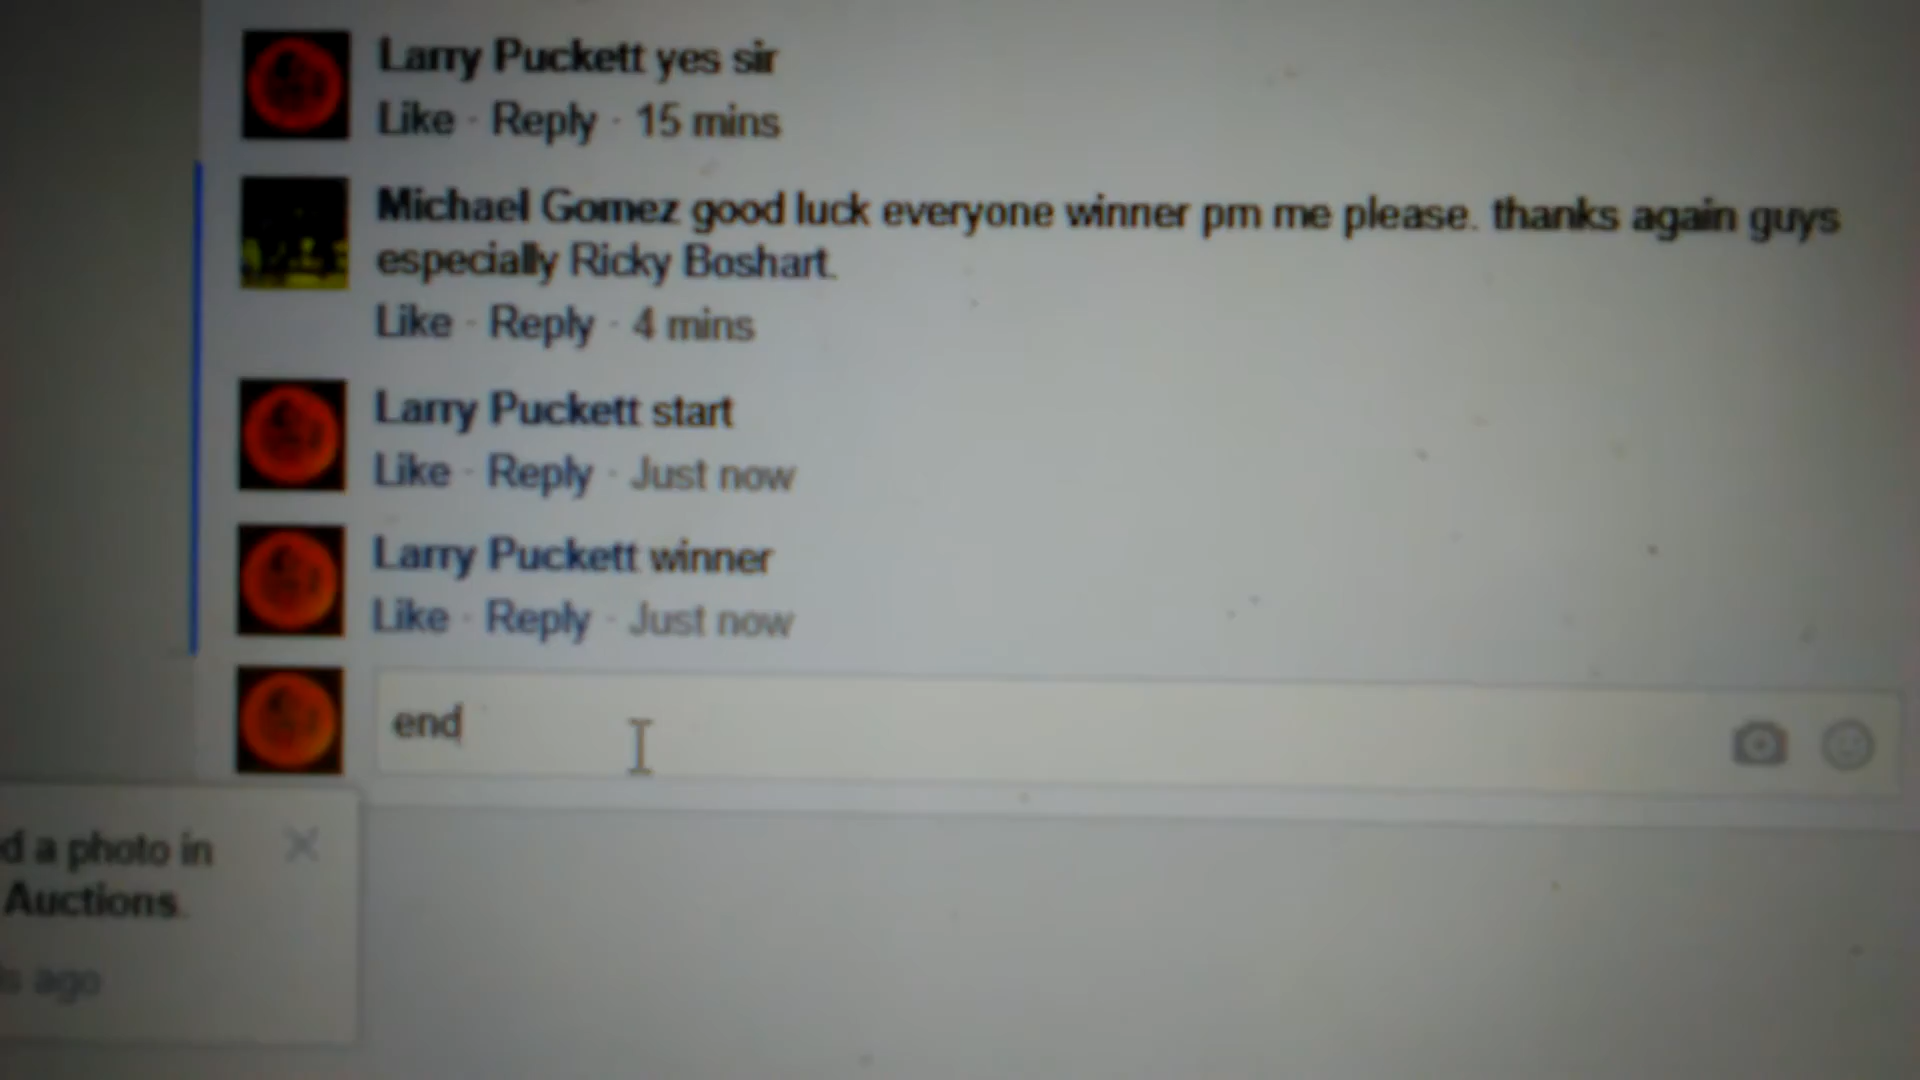 Larry Puckett yes sir
Like · Reply · 15 mins
Michael Gomez good luck everyone winner pm me please. thanks again guys
especially Ricky Boshart.
Like · Reply · 4 mins
Larry Puckett start
Like · Reply · Just now
Larry Puckett winner
Like · Reply · Just now
end
d a photo in
Auctions.
ago